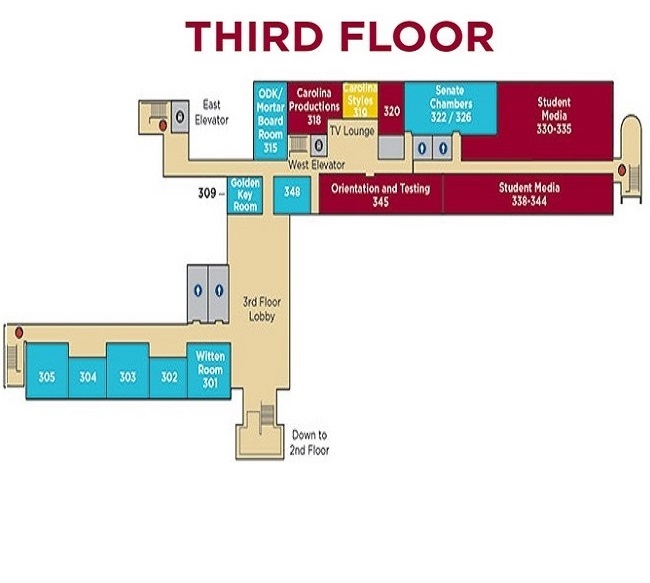 THIRD FLOOR
East
Elevator
ODK/
Mortar
Board
Room
315
Carolina
Productions
318
Carolina
Styles
319
320
TV Lounge
West Elevator
Senate
Chambers
322 / 326
Student
Media
330-335
309
Golden
Key
Room
348
Orientation and Testing
345
Student Media
338-344
3rd Floor
Lobby
305
304
303
302
Witten
Room
301
Down to
2nd Floor